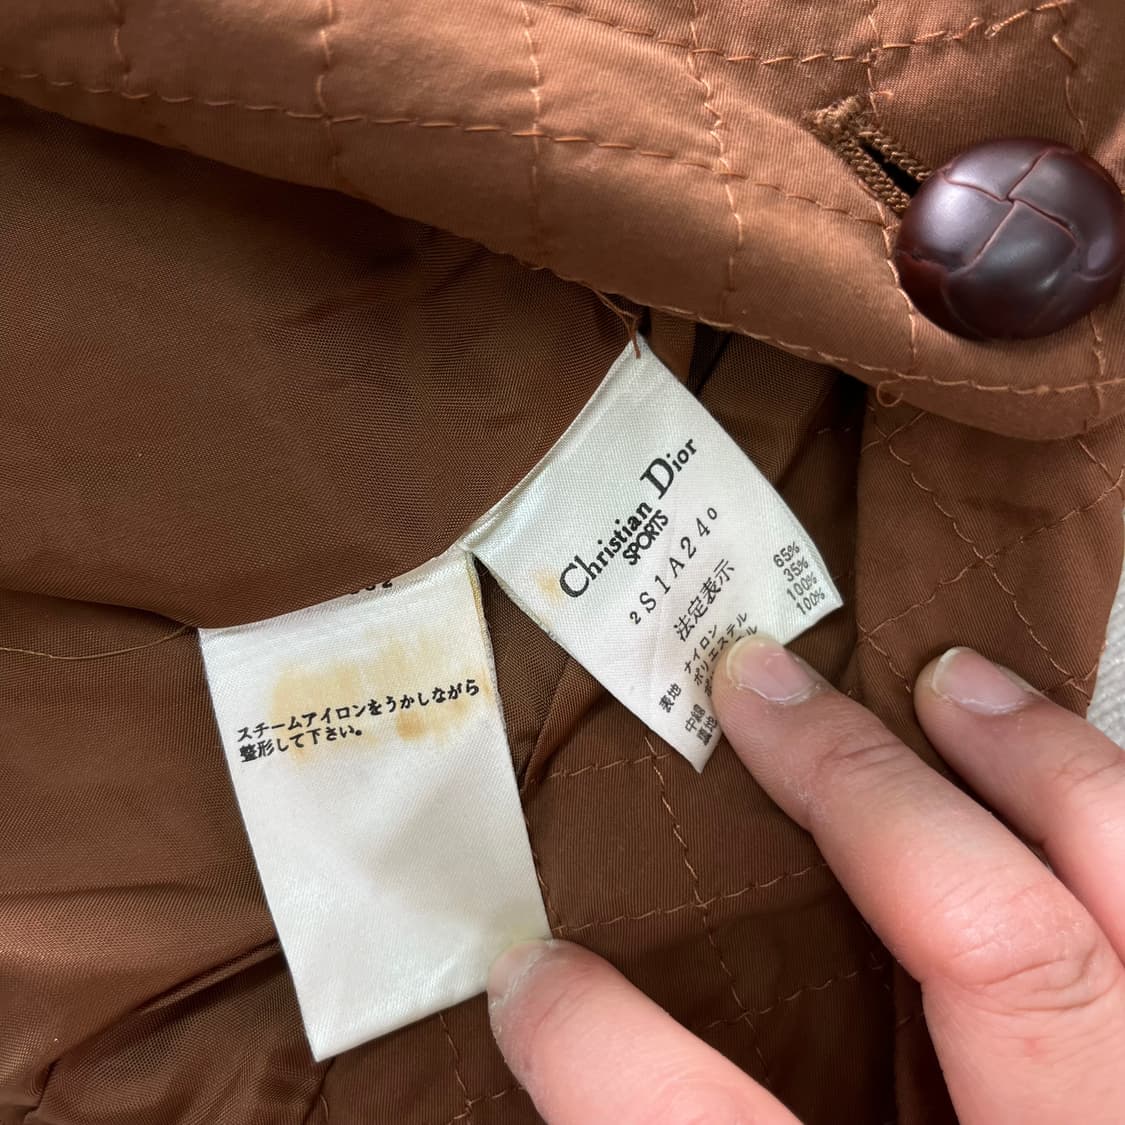 スチームアイロンをうかしながら
整形して下さい。
Christian Dior
SPORTS
2S1A240
法定表示
表地 ナイロン 65%
ポリエステル 35%
中綿 100%
裏地 100%